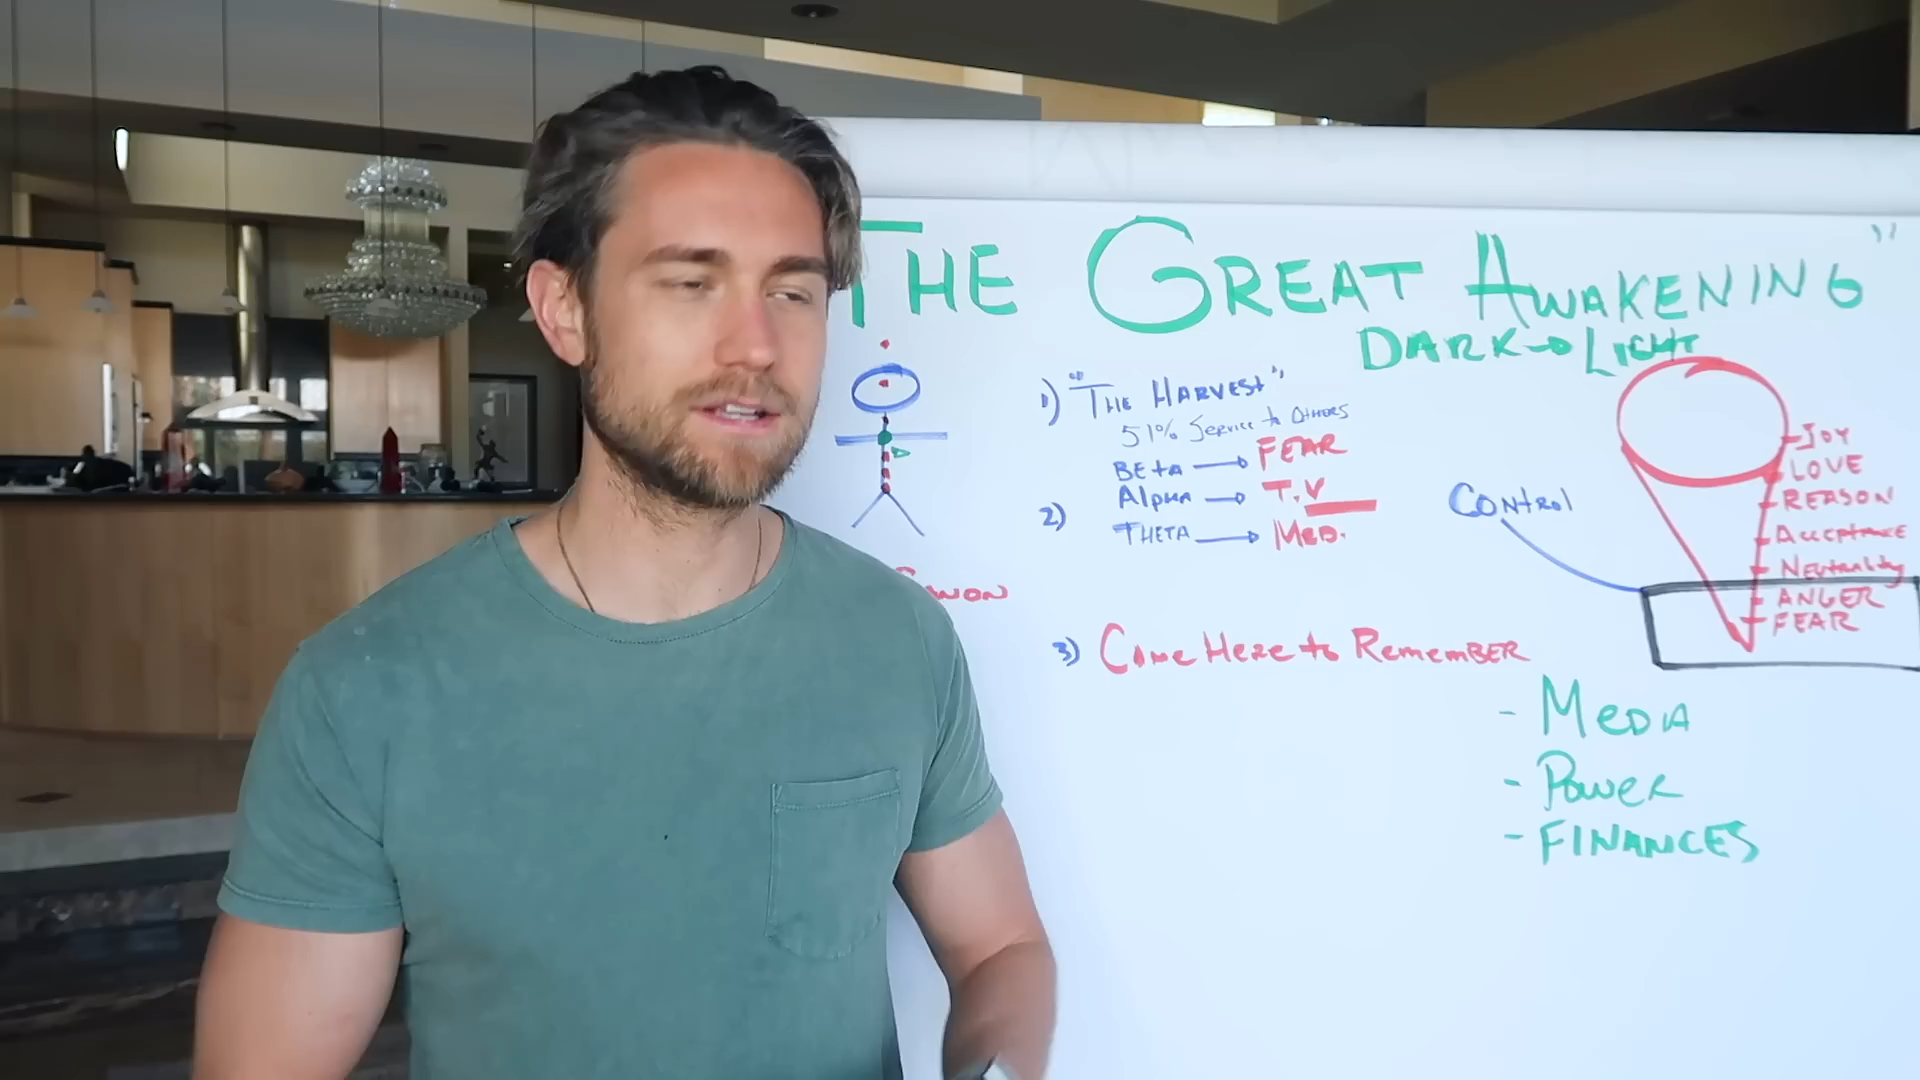 THE GREAT AWAKENING"
DARK → LIGHT
1) "THE HARVEST"
51% Service to Others
BETA → FEAR
2) Alpha → T.V
THETA → MED.
3) Came Here to Remember
Control
JOY
LOVE
REASON
Acceptance
Neutrality
ANGER
FEAR
- MEDIA
- Power
- FINANCES